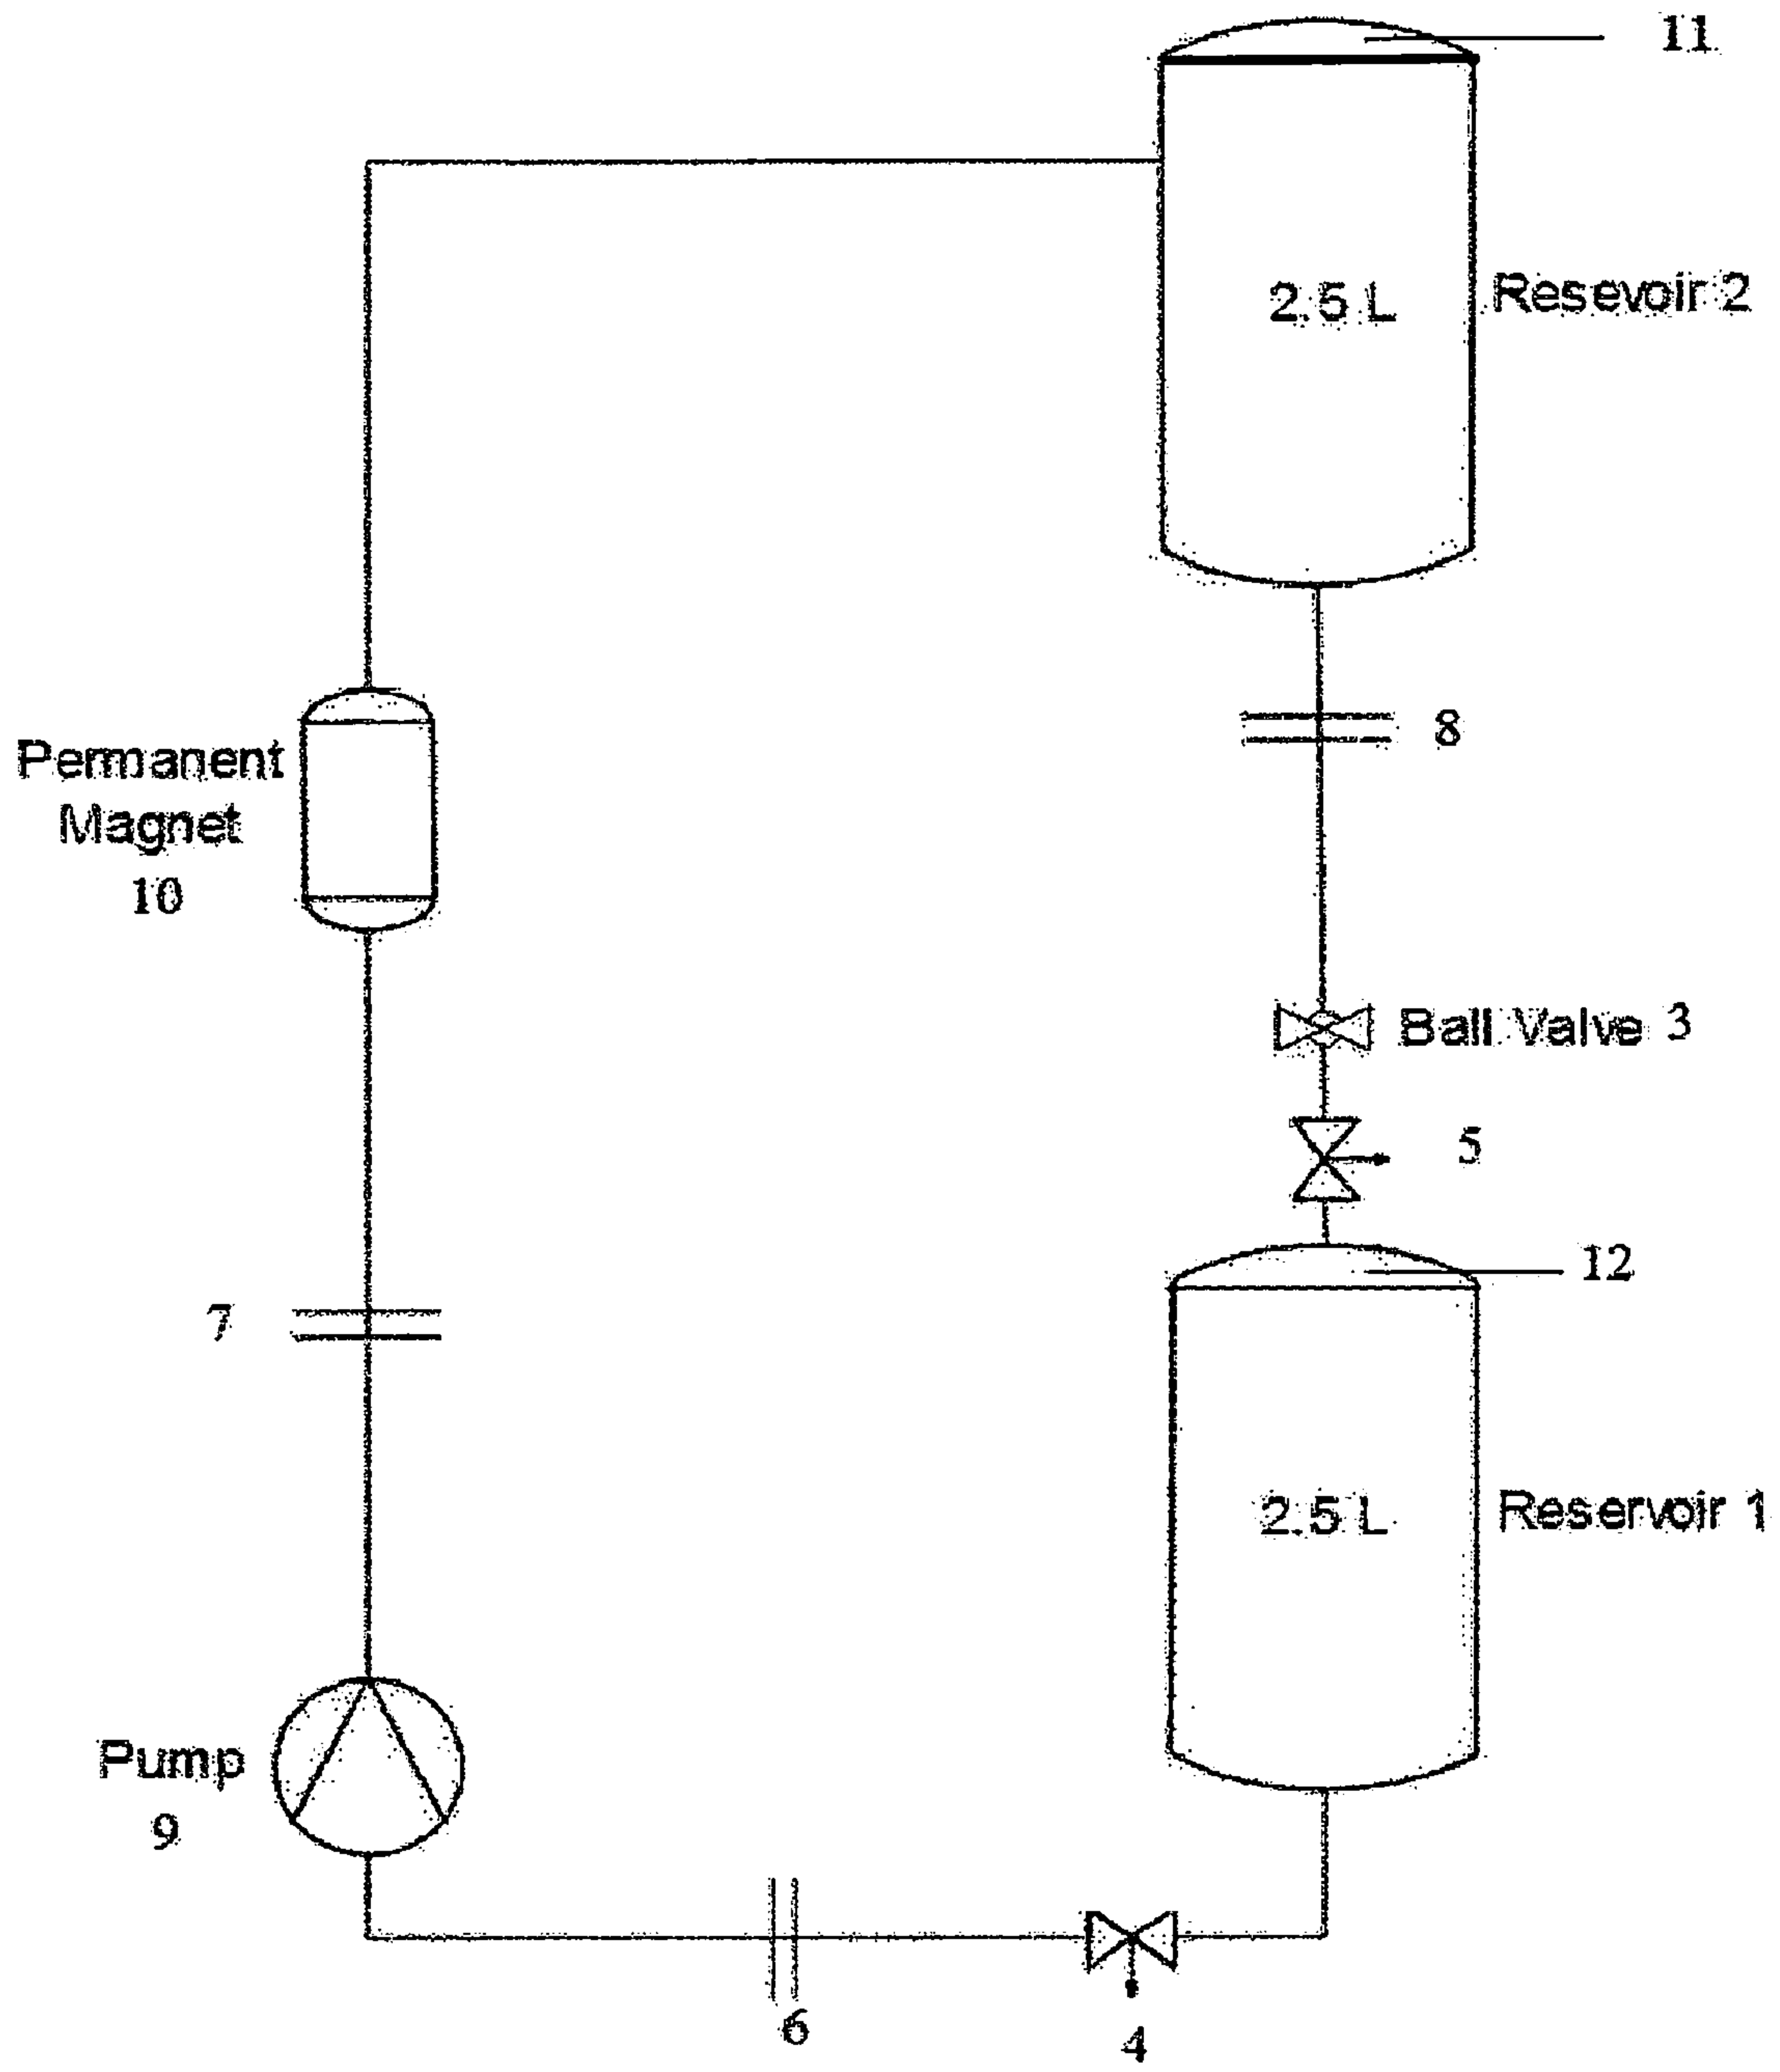 11
2.5 L
Resevoir 2
Permanent
Magnet
10
8
Ball Valve 3
5
12
7
2.5 L
Reservoir 1
Pump
9
6
4